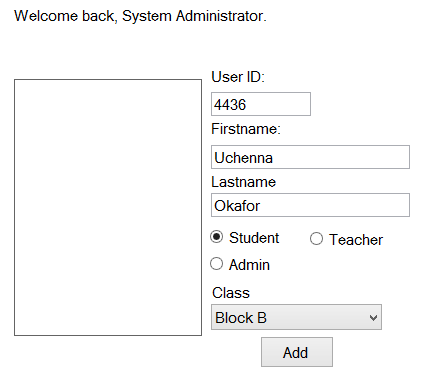 Welcome back, System Administrator.
User ID:
4436
Firstname:
Uchenna
Lastname
Okafor
Student
Teacher
Admin
Class
Block B
Add